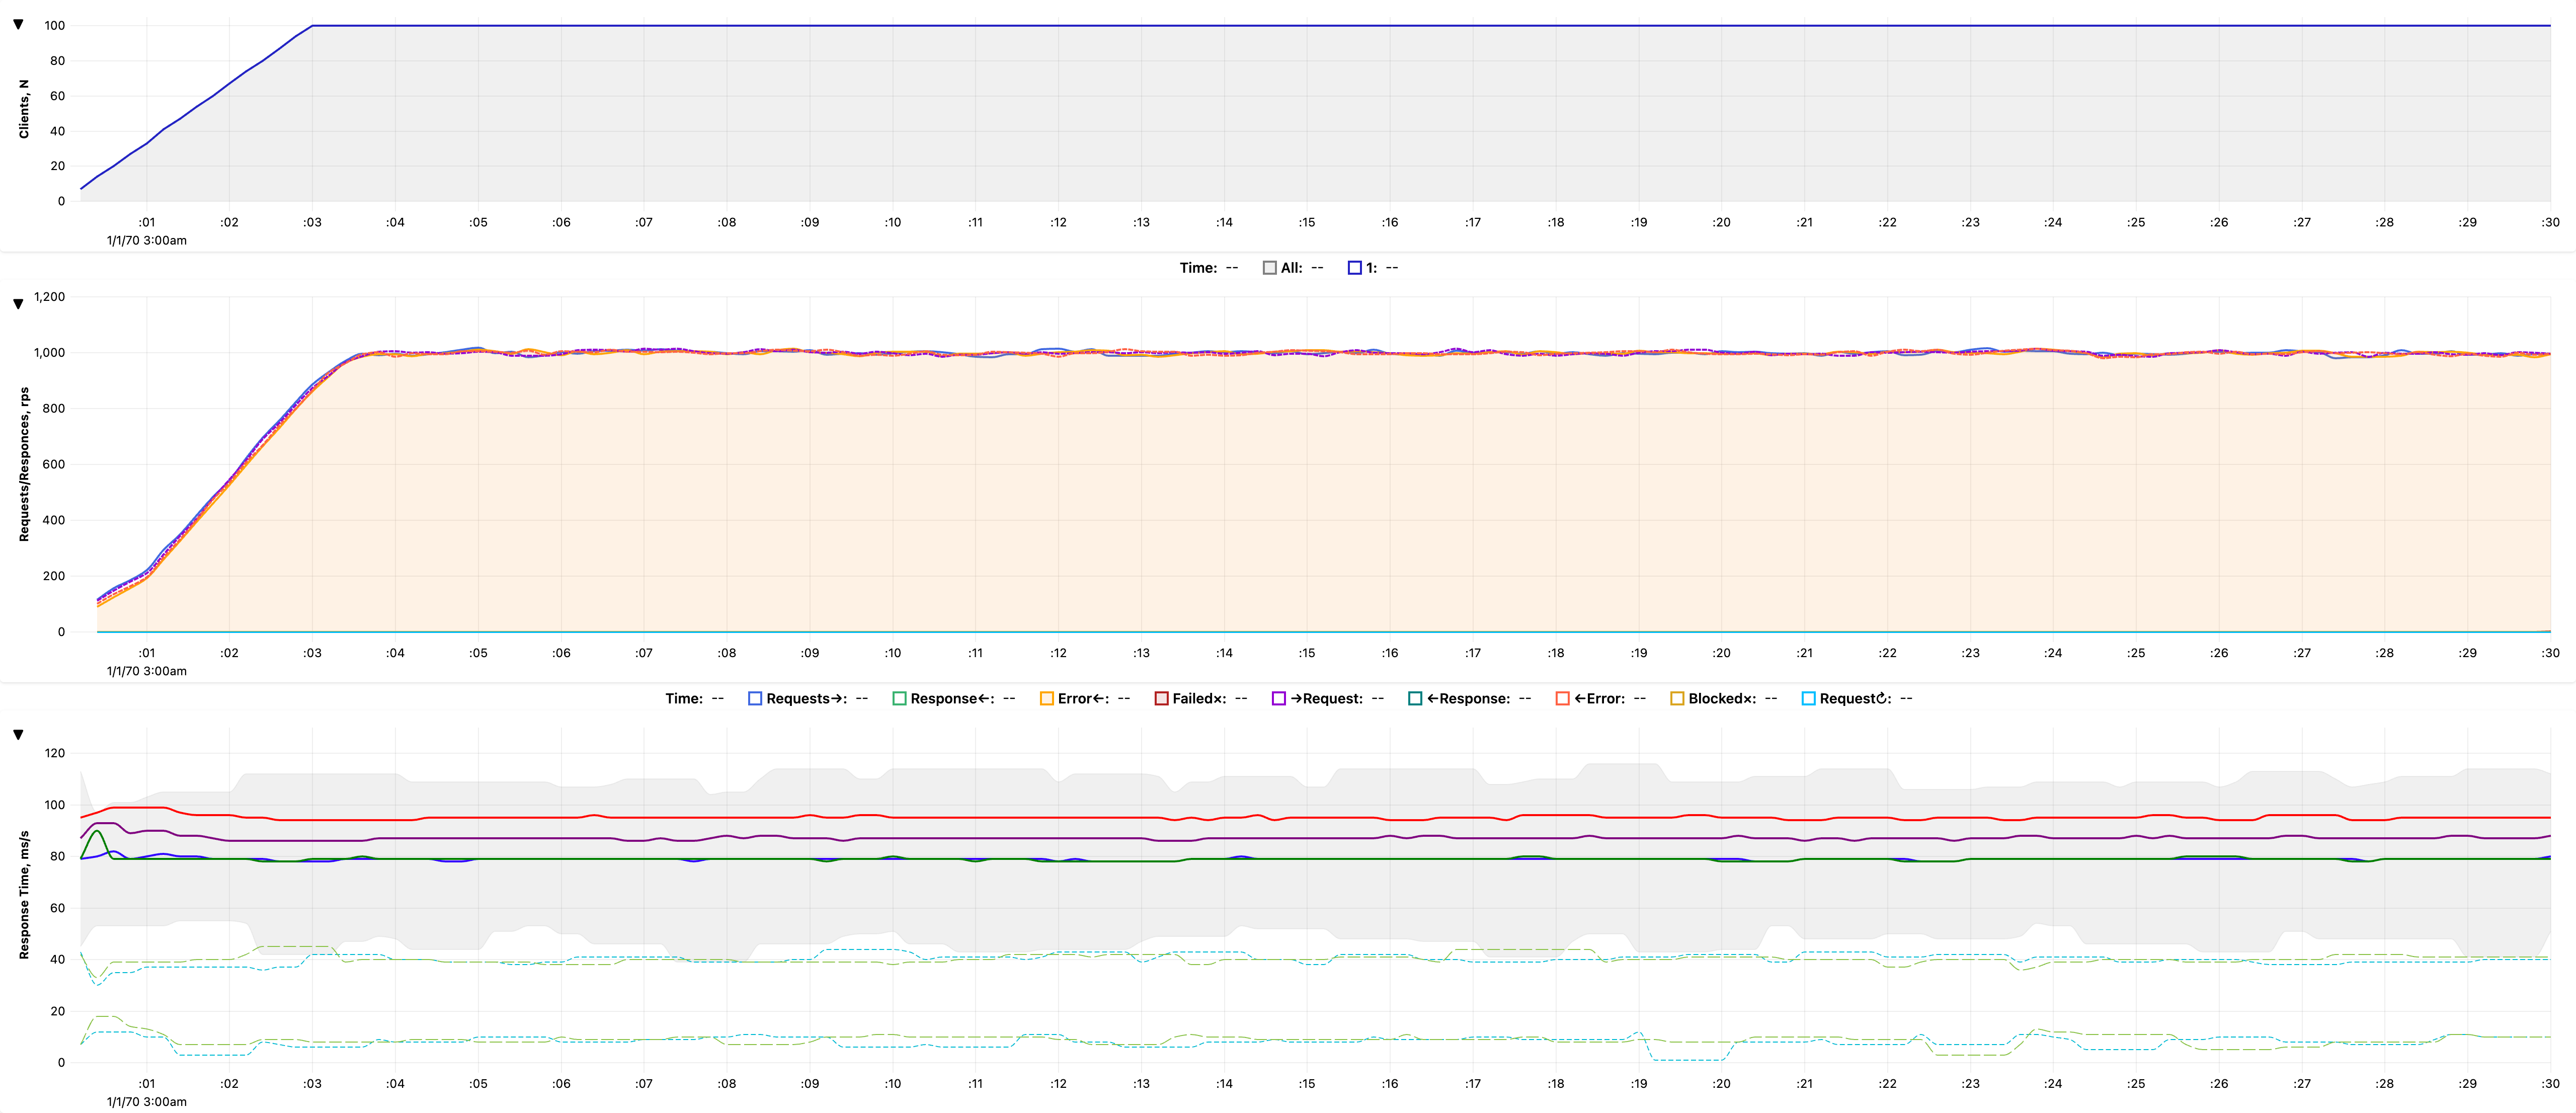 ▼
Clients, N
100
80
60
40
20
0
:01 :02 :03 :04 :05 :06 :07 :08 :09 :10 :11 :12 :13 :14 :15 :16 :17 :18 :19 :20 :21 :22 :23 :24 :25 :26 :27 :28 :29 :30
1/1/70 3:00am
Time: -- All: -- 1: --
▼
Requests/Responces, rps
1,200
1,000
800
600
400
200
0
:01 :02 :03 :04 :05 :06 :07 :08 :09 :10 :11 :12 :13 :14 :15 :16 :17 :18 :19 :20 :21 :22 :23 :24 :25 :26 :27 :28 :29 :30
1/1/70 3:00am
Time: -- Requests→: -- Response←: -- Error←: -- Failed×: -- →Request: -- ←Response: -- ←Error: -- Blocked×: -- Request↻: --
▼
Response Time, ms/s
120
100
80
60
40
20
0
:01 :02 :03 :04 :05 :06 :07 :08 :09 :10 :11 :12 :13 :14 :15 :16 :17 :18 :19 :20 :21 :22 :23 :24 :25 :26 :27 :28 :29 :30
1/1/70 3:00am